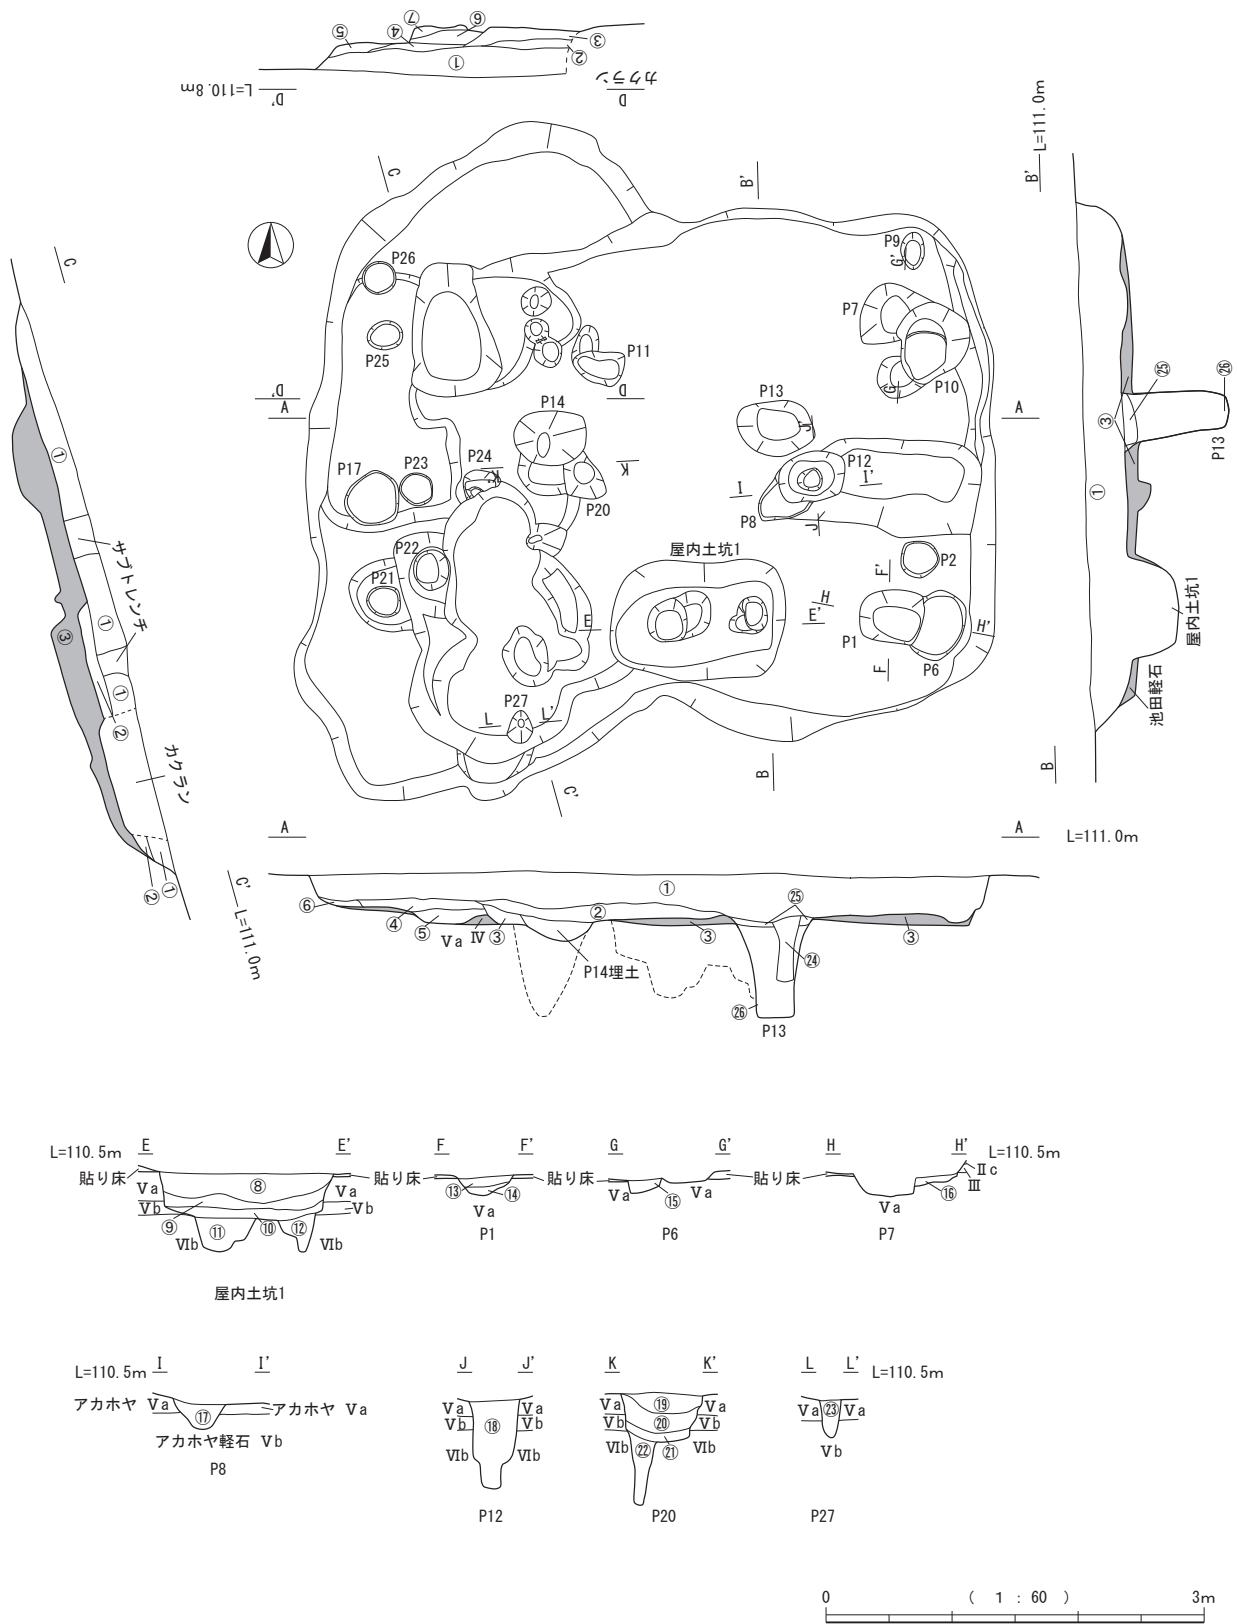 ⑦ ⑥
⑤ ④ ③
① ②
カクラン
L=110.8m D' D
C
B'
B' L=111.0m
C
P26
P9
G'
P7
P25
P11
G
P10
D' D
A A
P14
P13
J'
㉕ ㉖
③
P13
P17 P23 P24
K' K
P12
I I'
P20
P8
J
①
①
サブトレンチ
屋内土坑1
P22
F' P2
P21
H
E E'
P1
H'
F P6
③
①
①
②
P27
L L'
屋内土坑1
池田軽石
カクラン
B
B
C'
②
①
C' L=111.0m
A A L=111.0m
①
⑥ ④ ② ㉕
⑤ Ⅴa Ⅳ ③ ③ ③
P14埋土 ㉔
㉖
P13
L=110.5m E E' F F' G G' H H' L=110.5m
貼り床 貼り床 貼り床 貼り床 Ⅱc
Ⅲ
Ⅴa ⑧ Ⅴa ⑬ ⑭ Ⅴa ⑮ Ⅴa ⑯
Ⅴb Ⅴb Ⅴa Ⅴa
⑨ ⑪ ⑩ ⑫ P1 P6 P7
Ⅵb Ⅵb
屋内土坑1
L=110.5m I I' J J' K K' L L' L=110.5m
アカホヤ Ⅴa ⑰ アカホヤ Ⅴa Ⅴa Ⅴa Ⅴa ⑲ Ⅴa Ⅴa ㉓ Ⅴa
Ⅴb ⑱ Ⅴb Ⅴb ⑳ Ⅴb
アカホヤ軽石 Ⅴb Ⅵb Ⅵb Ⅵb ㉒ ㉑ Ⅵb Ⅴb
P8
P12 P20 P27
0 ( 1 : 60 ) 3m